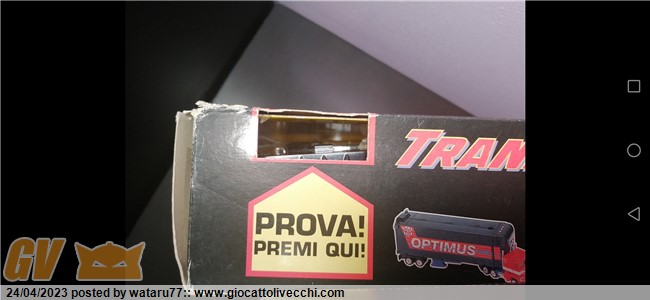 TRAN
PROVA!
PREMI QUI!
OPTIMUS
GV
24/04/2023 posted by wataru77:: www.giocattolivecchi.com